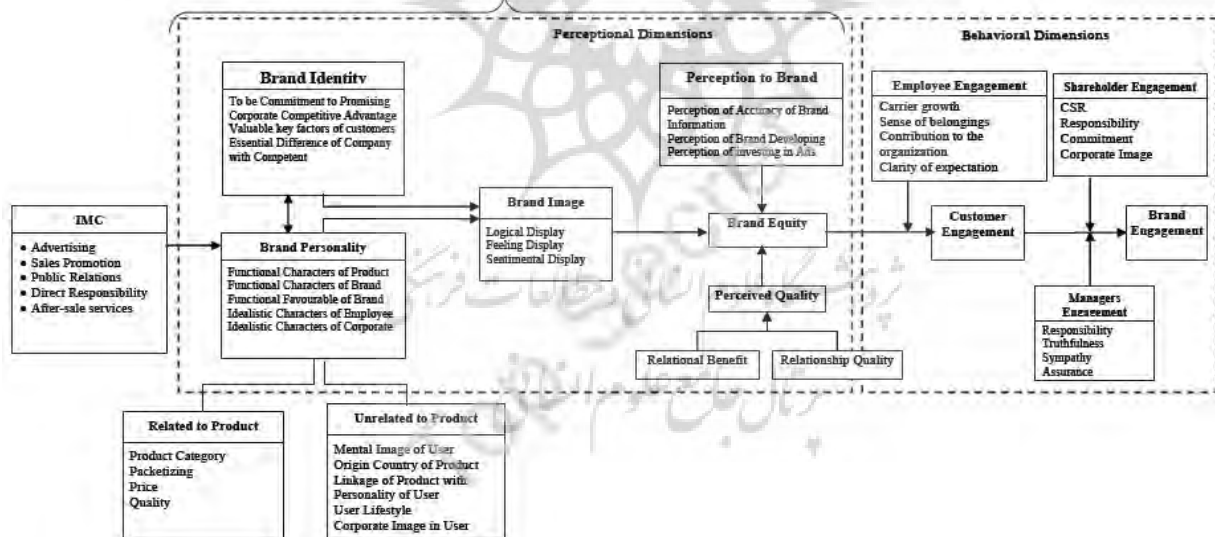 Perceptional Dimensions
Behavioral Dimensions
Brand Identity
To be Commitment to Promising
Corporate Competitive Advantage
Valuable key factors of customers
Essential Difference of Company
with Competent
Perception to Brand
Perception of Accuracy of Brand
Information
Perception of Brand Developing
Perception of Investing in Ads
Employee Engagement
Carrier growth
Sense of belongings
Contribution to the
organization
Clarity of expectation
Shareholder Engagement
CSR
Responsibility
Commitment
Corporate Image
IMC
• Advertising
• Sales Promotion
• Public Relations
• Direct Responsibility
• After-sale services
Brand Personality
Functional Characters of Product
Functional Characters of Brand
Functional Favourable of Brand
Idealistic Characters of Employee
Idealistic Characters of Corporate
Brand Image
Logical Display
Feeling Display
Sentimental Display
Brand Equity
Customer
Engagement
Brand
Engagement
Perceived Quality
Relational Benefit
Relationship Quality
Managers
Engagement
Responsibility
Truthfulness
Sympathy
Assurance
Related to Product
Product Category
Packetizing
Price
Quality
Unrelated to Product
Mental Image of User
Origin Country of Product
Linkage of Product with
Personality of User
User Lifestyle
Corporate Image in User
پرتال جامع علوم انسانی